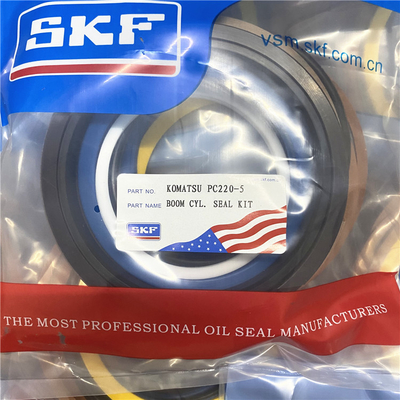 SKF
vsm.skf.com.cn
PART NO. KOMATSU PC220-5
PART NAME BOOM CYL. SEAL KIT
SKF
THE MOST PROFESSIONAL OIL SEAL MANUFACTURERS